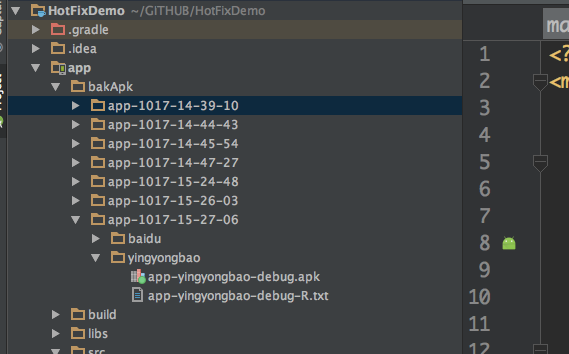 HotFixDemo ~/GITHUB/HotFixDemo
.gradle
.idea
app
bakApk
app-1017-14-39-10
app-1017-14-44-43
app-1017-14-45-54
app-1017-14-47-27
app-1017-15-24-48
app-1017-15-26-03
app-1017-15-27-06
baidu
yingyongbao
app-yingyongbao-debug.apk
app-yingyongbao-debug-R.txt
build
libs
src
ma
1 <?
2 <m
3
4
5
6
7
8
9
10
11
12